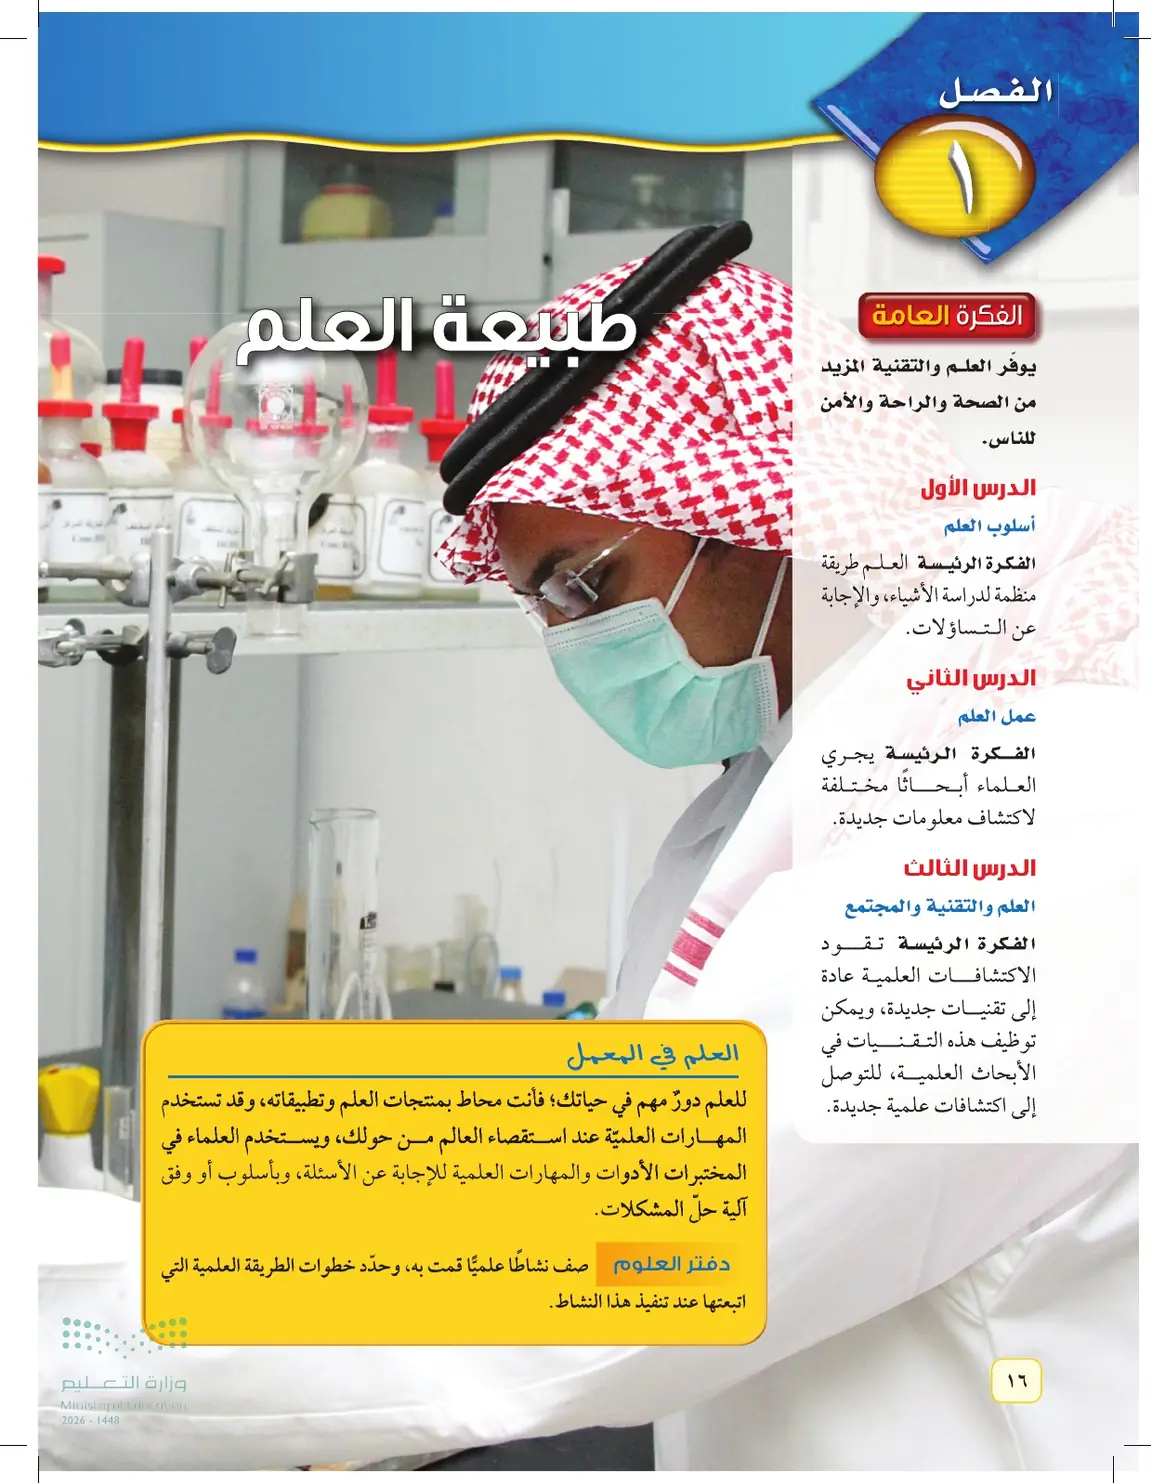 الفصل
١
طبيعة العلم
الفكرة العامة
يوفّر العلم والتقنية المزيد
من الصحة والراحة والأمن
للناس.
الدرس الأول
أسلوب العلم
الفكرة الرئيسة العلم طريقة
منظمة لدراسة الأشياء، والإجابة
عن التساؤلات.
الدرس الثاني
عمل العلم
الفكرة الرئيسة يجري
العلماء أبحاثًا مختلفة
لاكتشاف معلومات جديدة.
الدرس الثالث
العلم والتقنية والمجتمع
الفكرة الرئيسة تقود
الاكتشافات العلمية عادة
إلى تقنيات جديدة، ويمكن
توظيف هذه التقنيات في
الأبحاث العلمية، للتوصل
إلى اكتشافات علمية جديدة.
العلم في المعمل
للعلم دورٌ مهم في حياتك؛ فأنت محاط بمنتجات العلم وتطبيقاته، وقد تستخدم
المهارات العلميّة عند استقصاء العالم من حولك، ويستخدم العلماء في
المختبرات الأدوات والمهارات العلمية للإجابة عن الأسئلة، وبأسلوب أو وفق
آلية حلّ المشكلات.
دفتر العلوم صف نشاطًا علميًّا قمت به، وحدّد خطوات الطريقة العلمية التي
اتبعتها عند تنفيذ هذا النشاط.
وزارة التعليم
Ministry of Education
2026 - 1448
١٦